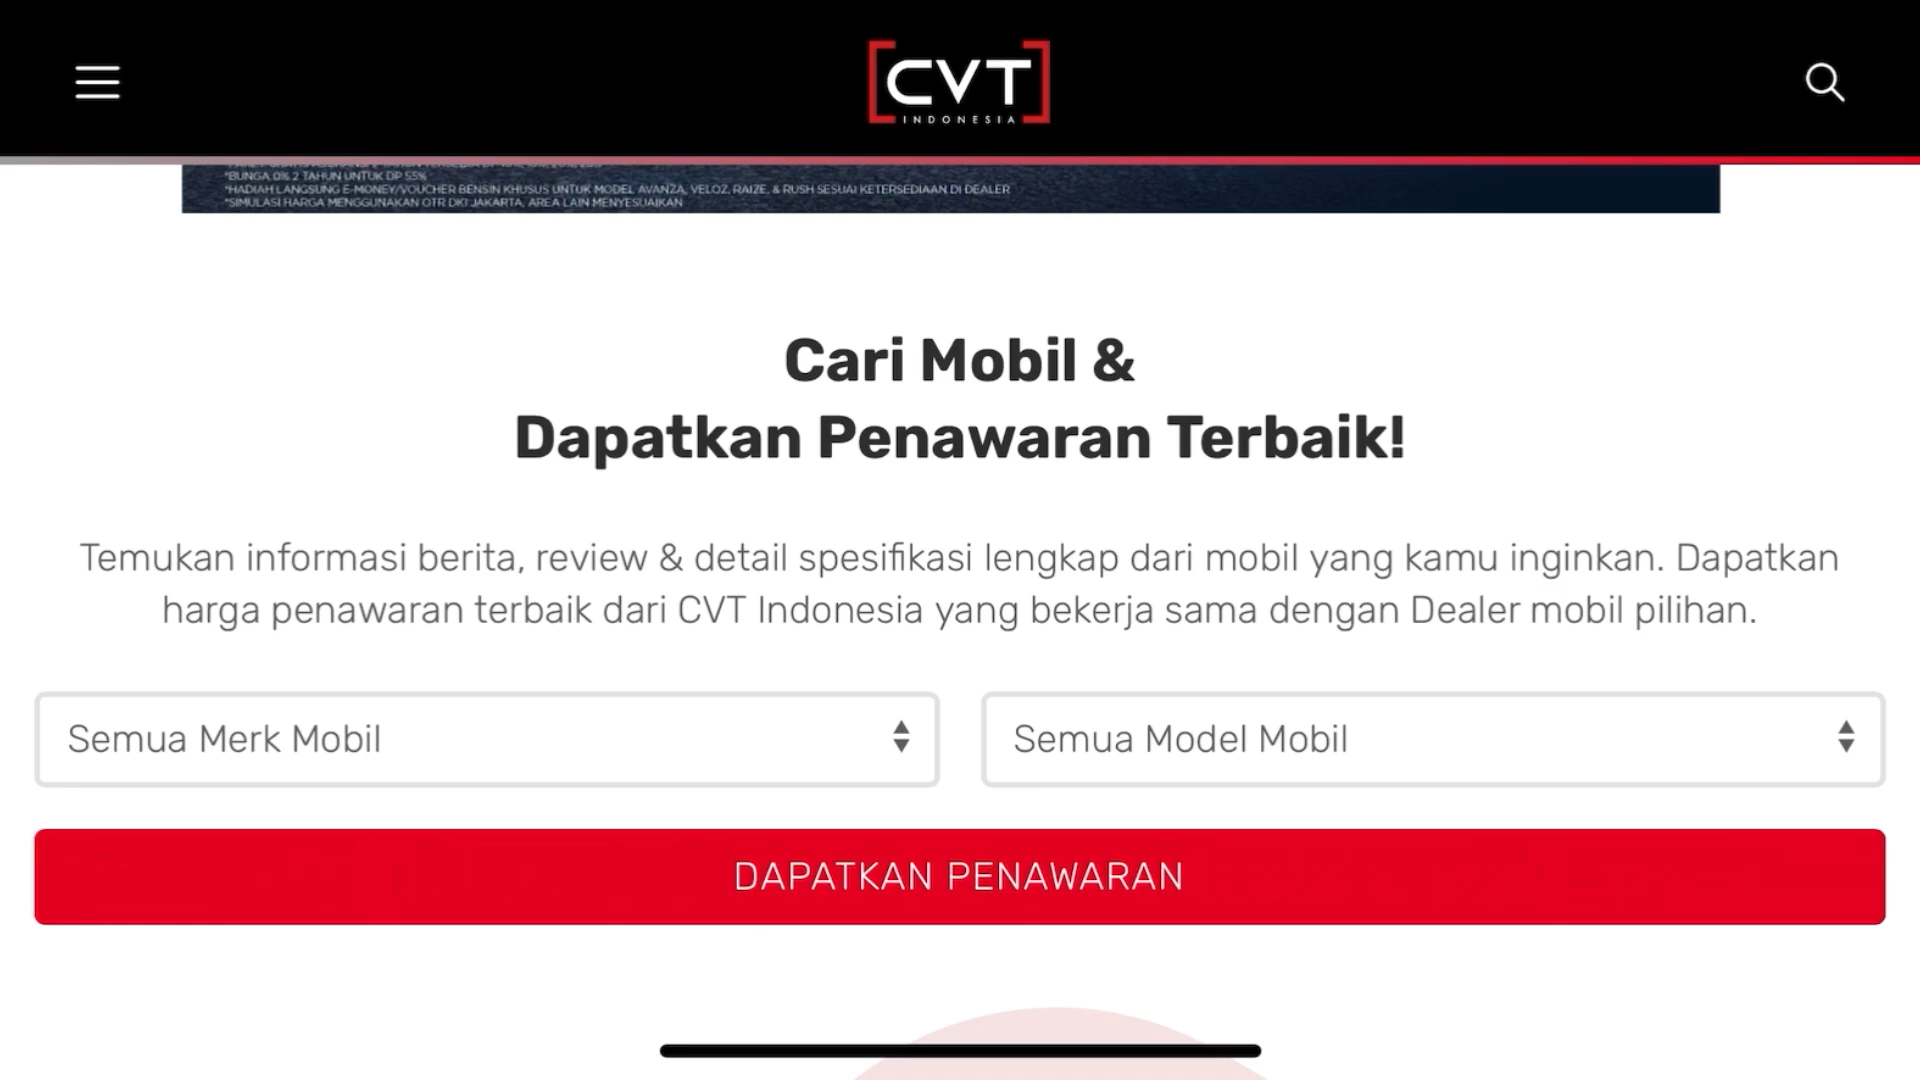 CVT
INDONESIA
*BUNGA 0% 2 TAHUN UNTUK DP 55%
*HADIAH LANGSUNG E-MONEY/VOUCHER BENSIN KHUSUS UNTUK MODEL AVANZA, VELOZ, RAIZE, & RUSH SESUAI KETERSEDIAAN DI DEALER
*SIMULASI HARGA MENGGUNAKAN OTR DKI JAKARTA, AREA LAIN MENYESUAIKAN
Cari Mobil &
Dapatkan Penawaran Terbaik!
Temukan informasi berita, review & detail spesifikasi lengkap dari mobil yang kamu inginkan. Dapatkan
harga penawaran terbaik dari CVT Indonesia yang bekerja sama dengan Dealer mobil pilihan.
Semua Merk Mobil
Semua Model Mobil
DAPATKAN PENAWARAN